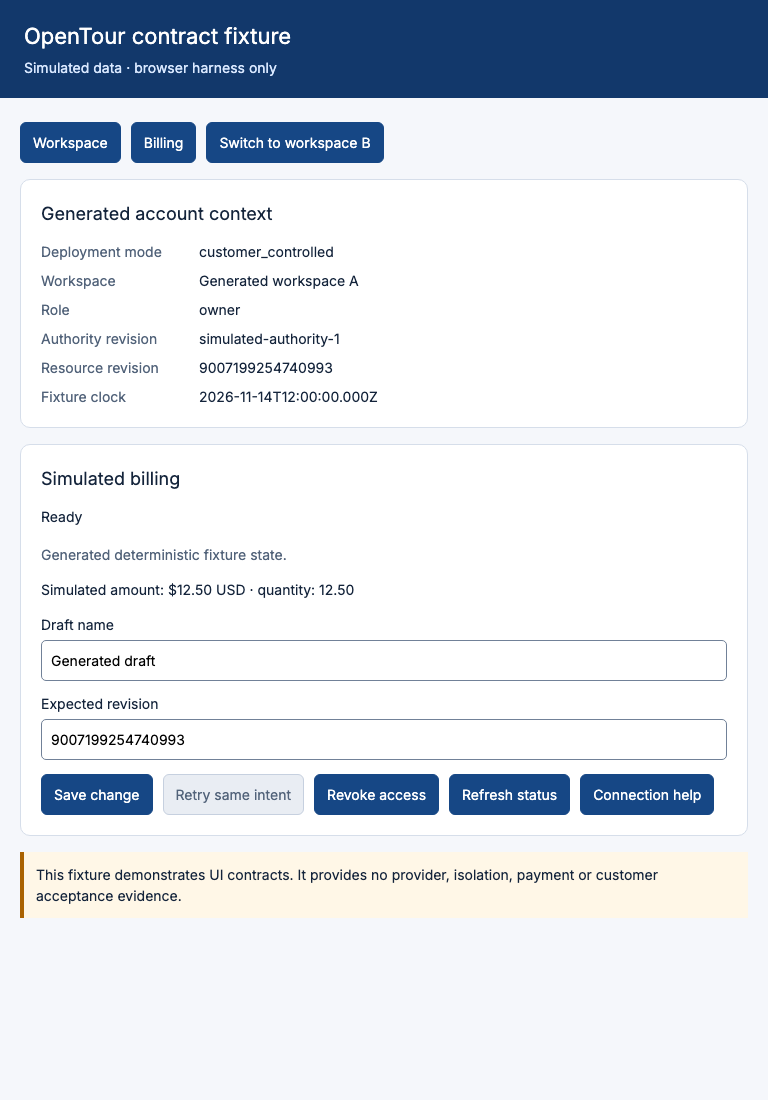 OpenTour contract fixture
Simulated data · browser harness only
Workspace
Billing
Switch to workspace B
Generated account context
Deployment mode customer_controlled
Workspace Generated workspace A
Role owner
Authority revision simulated-authority-1
Resource revision 9007199254740993
Fixture clock 2026-11-14T12:00:00.000Z
Simulated billing
Ready
Generated deterministic fixture state.
Simulated amount: $12.50 USD · quantity: 12.50
Draft name
Generated draft
Expected revision
9007199254740993
Save change
Retry same intent
Revoke access
Refresh status
Connection help
This fixture demonstrates UI contracts. It provides no provider, isolation, payment or customer
acceptance evidence.